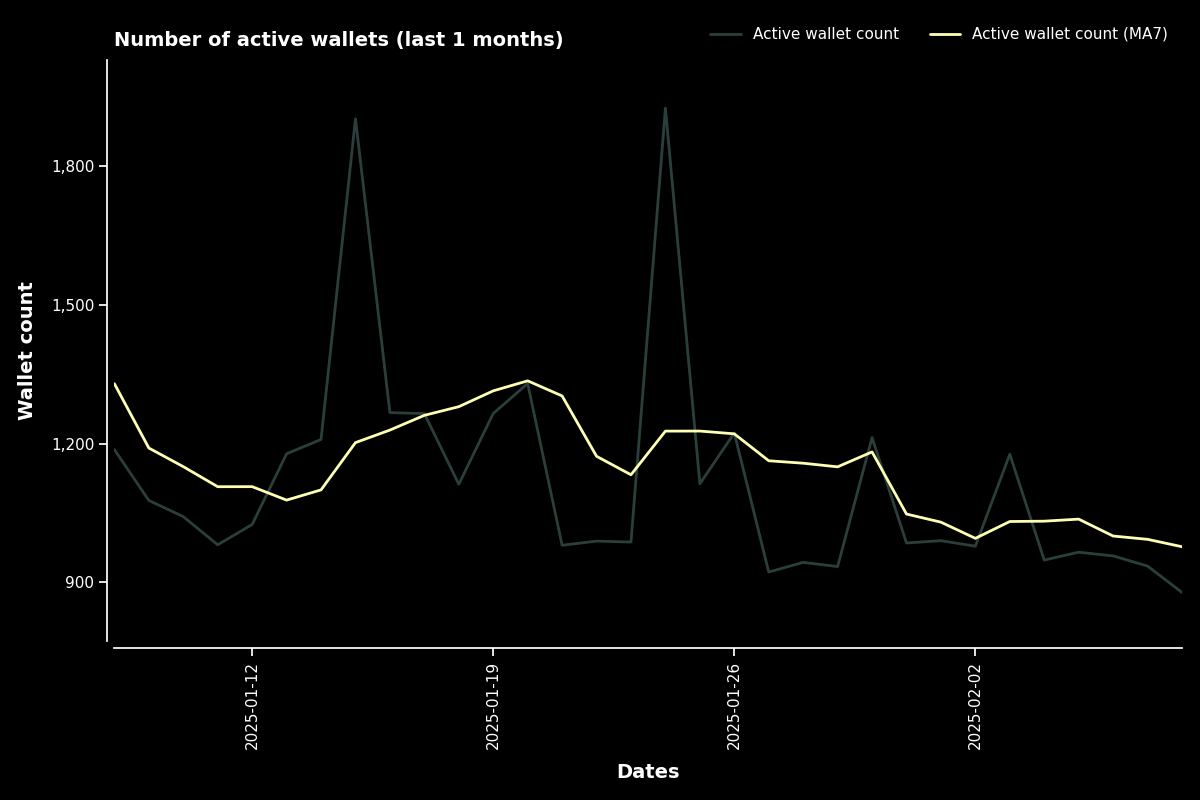 Number of active wallets (last 1 months)
Active wallet count
Active wallet count (MA7)
Wallet count
1,800
1,500
1,200
900
2025-01-12
2025-01-19
2025-01-26
2025-02-02
Dates